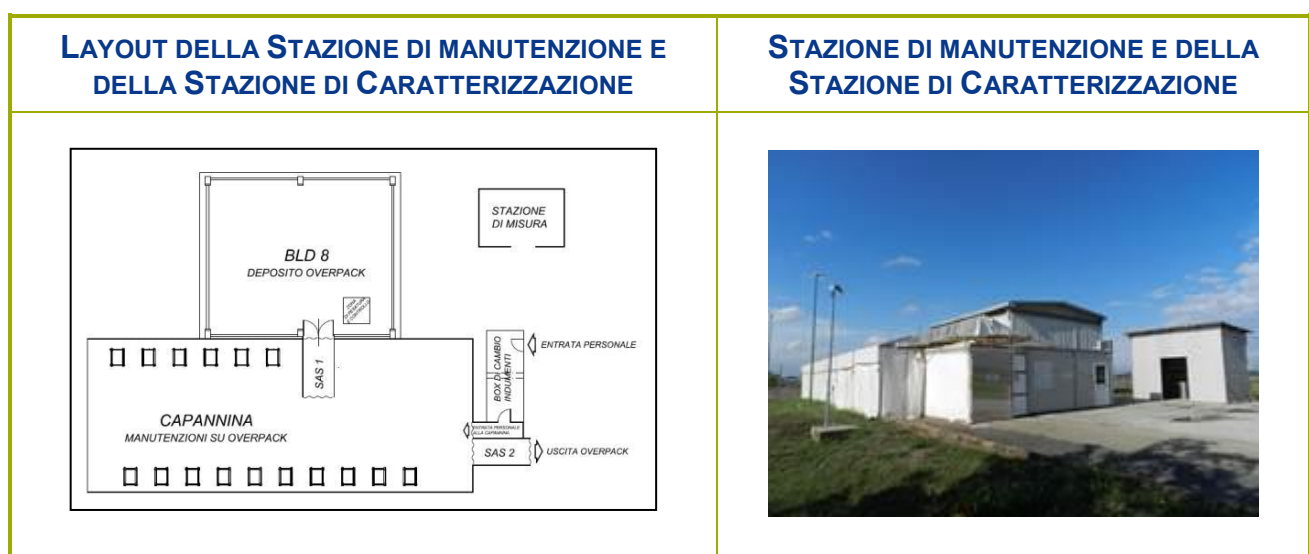 LAYOUT DELLA STAZIONE DI MANUTENZIONE E
DELLA STAZIONE DI CARATTERIZZAZIONE
STAZIONE DI MANUTENZIONE E DELLA
STAZIONE DI CARATTERIZZAZIONE
STAZIONE
DI MISURA
BLD 8
DEPOSITO OVERPACK
ZONA
SAS 1
BOX DI CAMBIO
INDUMENTI
ENTRATA PERSONALE
CAPANNINA
MANUTENZIONI SU OVERPACK
ENTRATA PERSONALE
ALLA CAPANNINA
SAS 2
USCITA OVERPACK